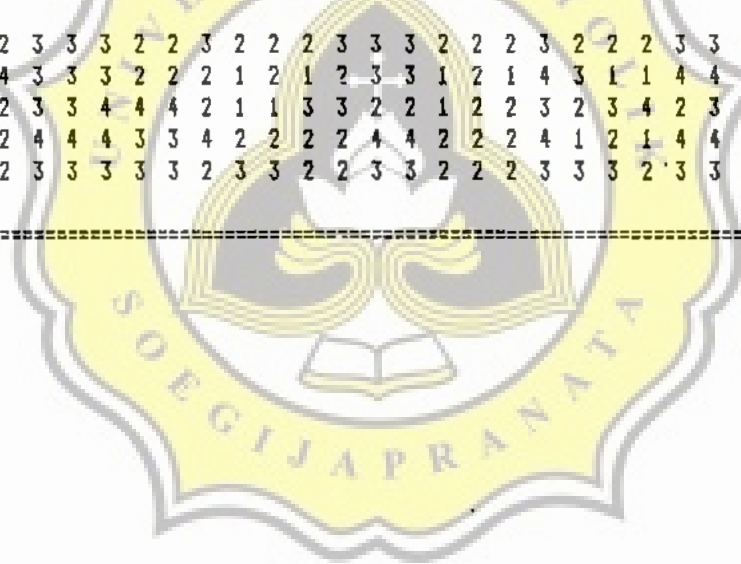 2 3 3 3 2 2 3 2 2 2 3 3 3 2 2 2 3 2 2 2 3 3
4 3 3 3 2 2 2 1 2 1 2 3 3 1 2 1 4 3 1 1 4 4
2 3 3 4 4 4 2 1 1 3 3 2 2 1 2 2 3 2 3 4 2 3
2 4 4 4 3 3 4 2 2 2 2 4 4 2 2 2 4 1 2 1 4 4
2 3 3 3 3 3 2 3 3 2 2 3 3 2 2 2 3 3 3 2 3 3
SOEGIJAPRANATA